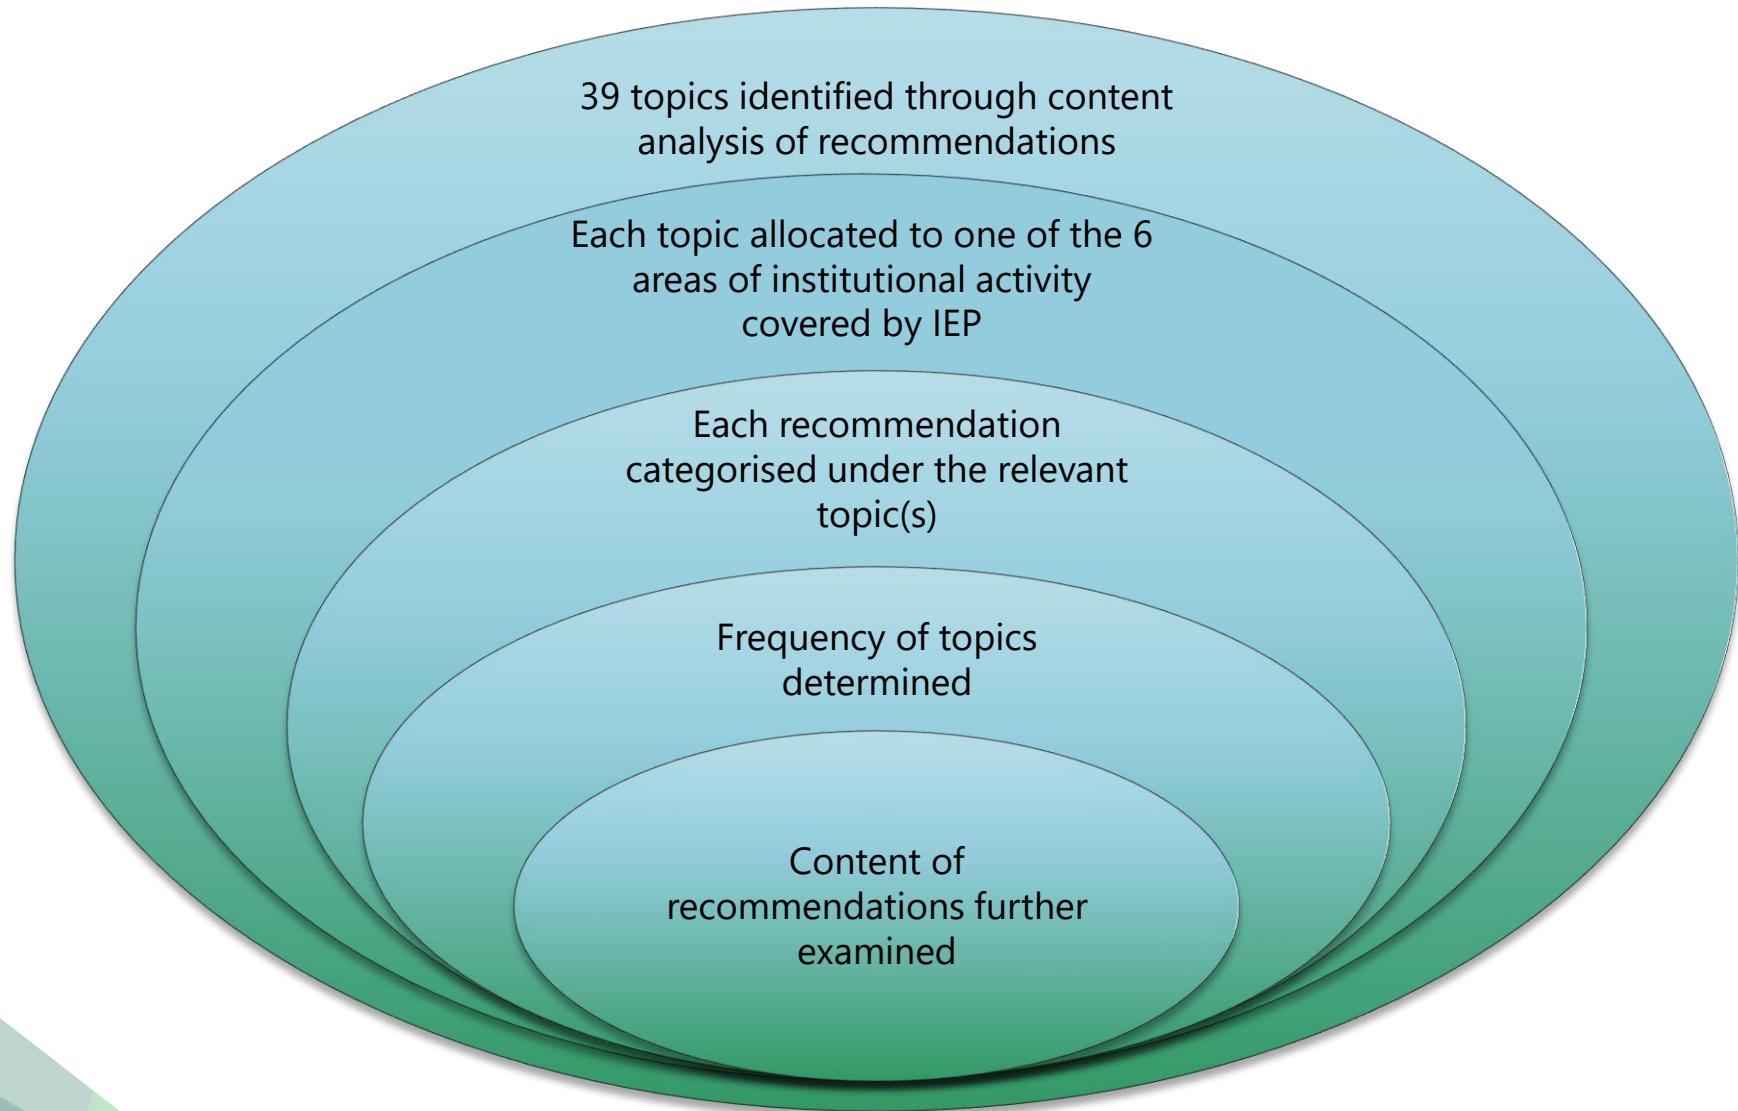 39 topics identified through content
analysis of recommendations
Each topic allocated to one of the 6
areas of institutional activity
covered by IEP
Each recommendation
categorised under the relevant
topic(s)
Frequency of topics
determined
Content of
recommendations further
examined